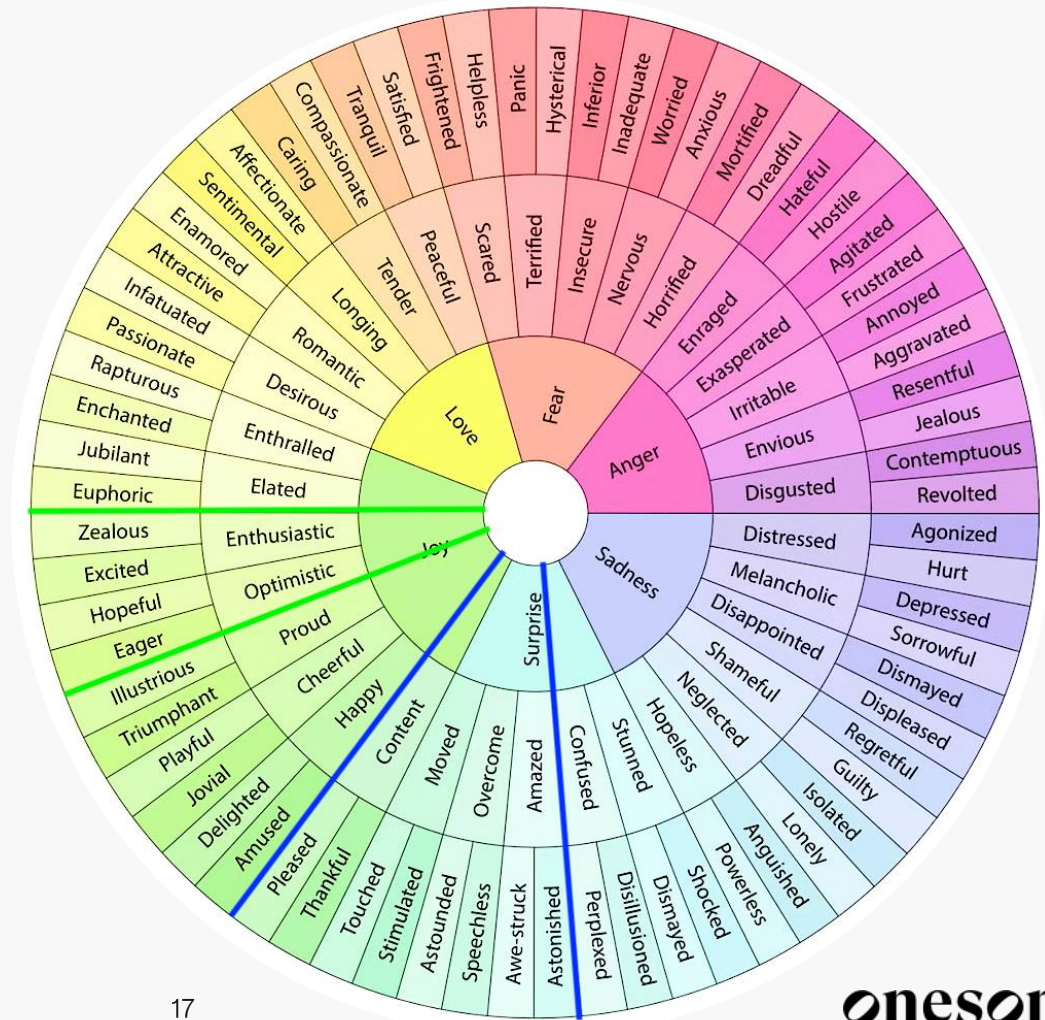 Love
Fear
Anger
Sadness
Surprise
Joy
Longing
Tender
Peaceful
Scared
Terrified
Insecure
Nervous
Horrified
Enraged
Exasperated
Irritable
Envious
Disgusted
Distressed
Melancholic
Disappointed
Shameful
Neglected
Hopeless
Stunned
Confused
Amazed
Overcome
Moved
Content
Happy
Cheerful
Proud
Optimistic
Enthusiastic
Elated
Enthralled
Desirous
Romantic
Sentimental
Affectionate
Caring
Compassionate
Tranquil
Satisfied
Frightened
Helpless
Panic
Hysterical
Inferior
Inadequate
Worried
Anxious
Mortified
Dreadful
Hateful
Hostile
Agitated
Frustrated
Annoyed
Aggravated
Resentful
Jealous
Contemptuous
Revolted
Agonized
Hurt
Depressed
Sorrowful
Dismayed
Displeased
Regretful
Guilty
Isolated
Lonely
Anguished
Powerless
Shocked
Dismayed
Disillusioned
Perplexed
Astonished
Awe-struck
Speechless
Astounded
Stimulated
Touched
Thankful
Pleased
Amused
Delighted
Jovial
Playful
Triumphant
Illustrious
Eager
Hopeful
Excited
Zealous
Euphoric
Jubilant
Enchanted
Rapturous
Passionate
Infatuated
Attractive
Enamored
17